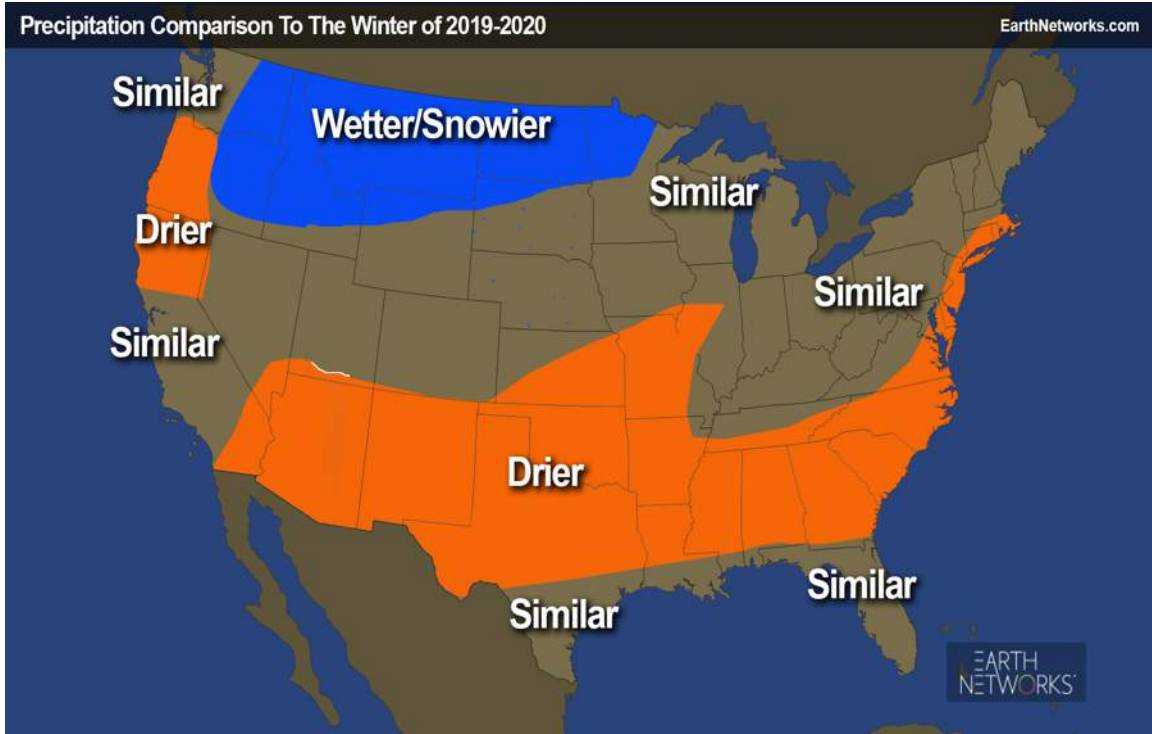 Precipitation Comparison To The Winter of 2019-2020
EarthNetworks.com
Similar
Wetter/Snowier
Similar
Drier
Similar
Similar
Drier
Similar
Similar
EARTH
NETWORKS